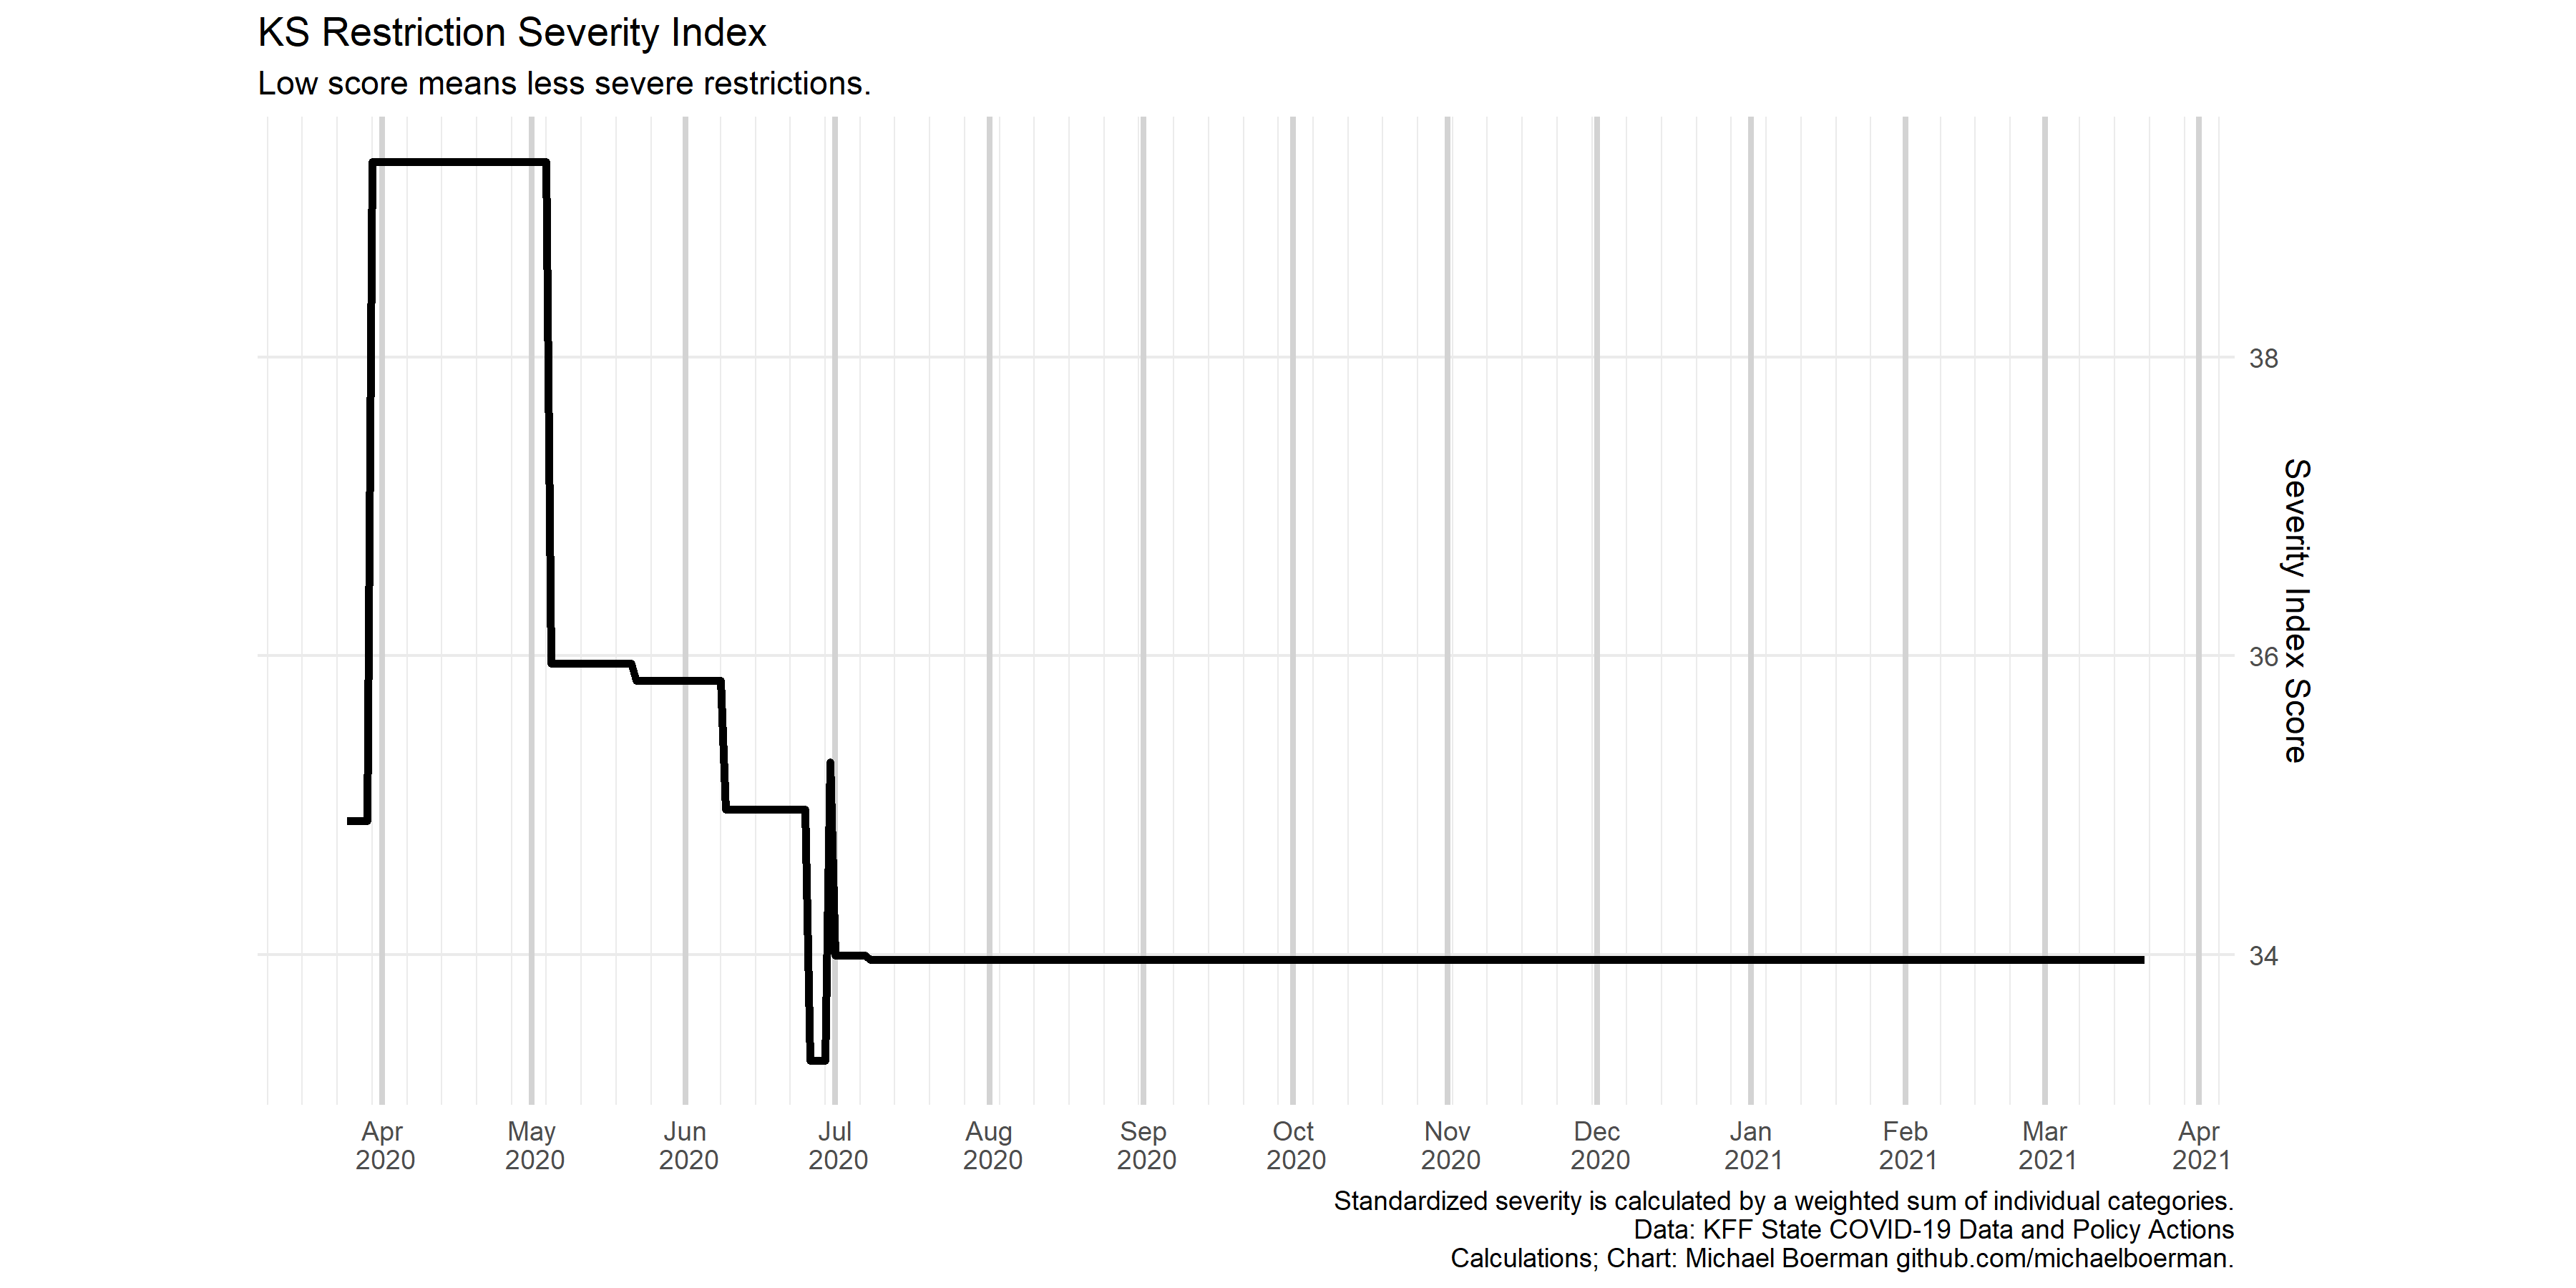 KS Restriction Severity Index
Low score means less severe restrictions.
38
36
34
Severity Index Score
Apr May Jun Jul Aug Sep Oct Nov Dec Jan Feb Mar Apr
2020 2020 2020 2020 2020 2020 2020 2020 2020 2021 2021 2021 2021
Standardized severity is calculated by a weighted sum of individual categories.
Data: KFF State COVID-19 Data and Policy Actions
Calculations; Chart: Michael Boerman github.com/michaelboerman.